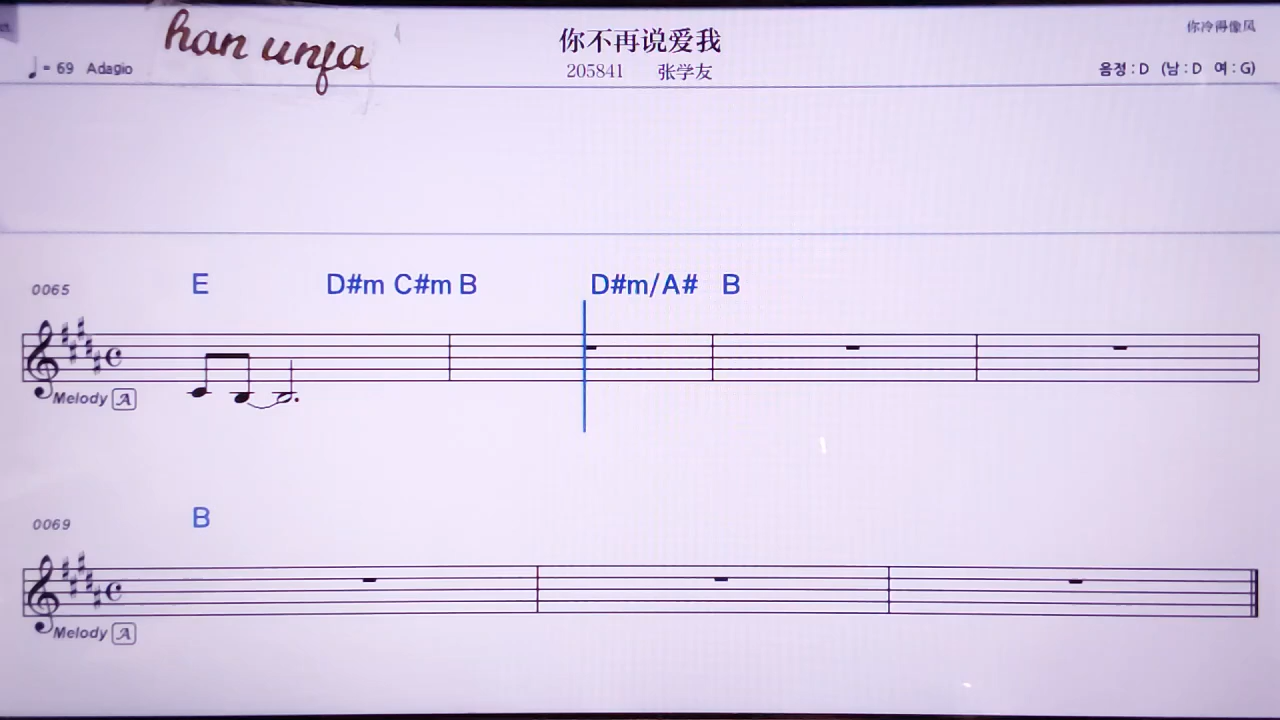 han unfa
你不再说爱我
你冷得像风
♩= 69 Adagio
205841 张学友
음정 : D (남 : D 여 : G)
E D#m C#m B D#m/A# B
0065
Melody A
B
0069
Melody A